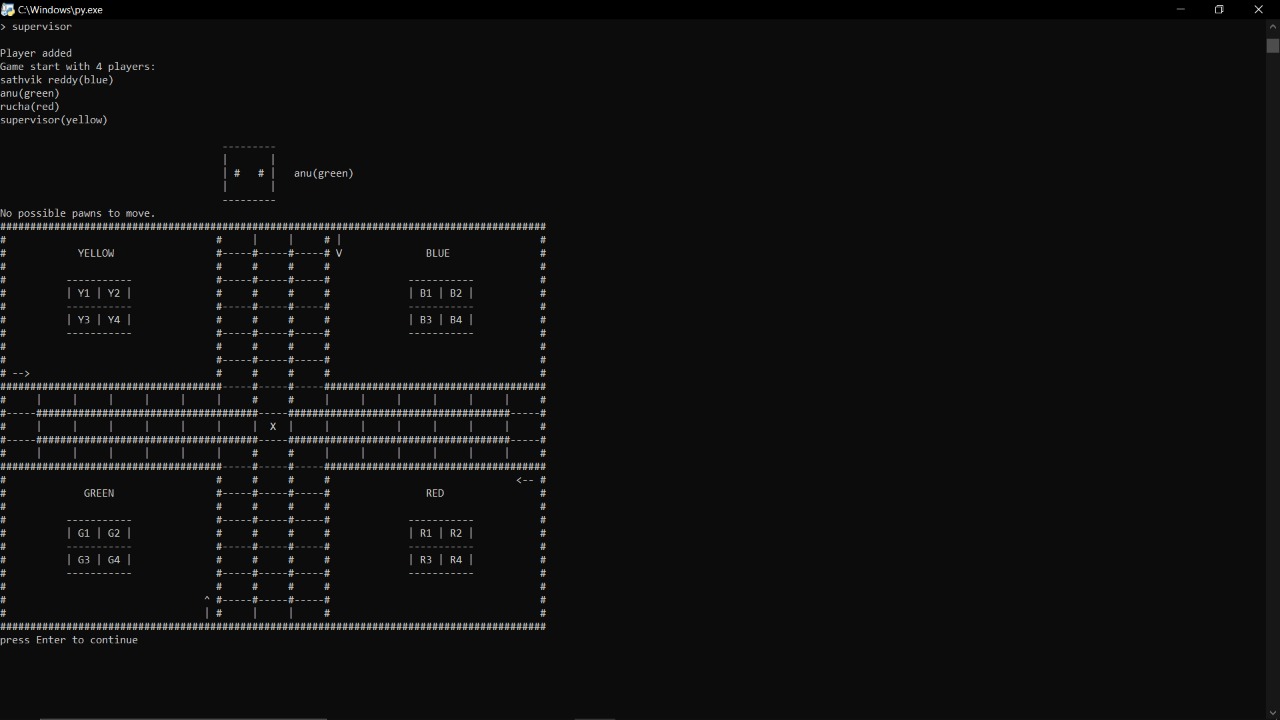 C:\Windows\py.exe
> supervisor
Player added
Game start with 4 players:
sathvik reddy(blue)
anu(green)
rucha(red)
supervisor(yellow)
---------
|       |
| #   # |   anu(green)
|       |
---------
No possible pawns to move.
YELLOW BLUE
| Y1 | Y2 | | B1 | B2 |
| Y3 | Y4 | | B3 | B4 |
-->
X
<--
GREEN RED
| G1 | G2 | | R1 | R2 |
| G3 | G4 | | R3 | R4 |
press Enter to continue